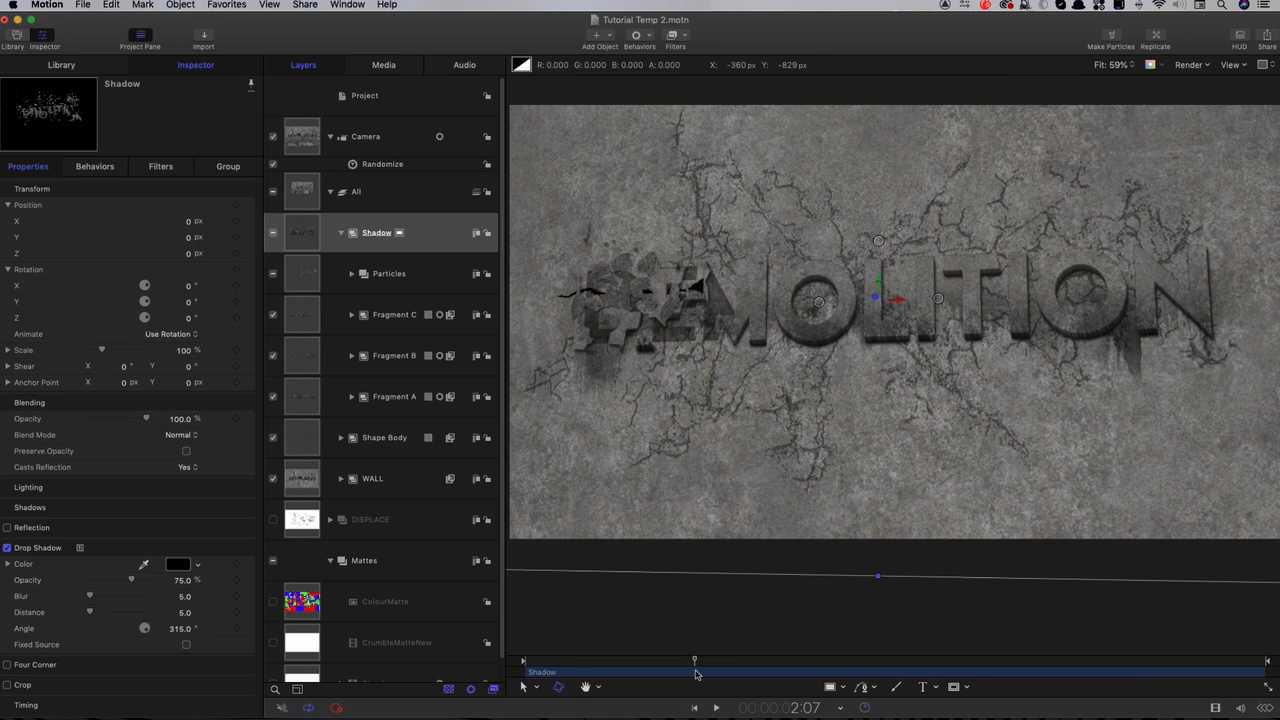 Motion File Edit Mark Object Favorites View Share Window Help
Tutorial Temp 2.motn
Library Inspector Project Pane Import Add Object Behaviors Filters Make Particles Replicate HUD Share
Library Inspector Layers Media Audio R: 0.000 G: 0.000 B: 0.000 A: 0.000 X: -360 px Y: -829 px Fit: 59% Render View
Shadow
Project
Camera
Properties Behaviors Filters Group
Randomize
Transform
All
Position
X 0 px
Shadow
Y 0 px
Z 0 px
Rotation
Particles
X 0 °
Y 0 °
Z 0 °
Fragment C
Animate Use Rotation
Scale 100 %
Fragment B
Shear X 0 ° Y 0 °
Anchor Point X 0 px Y 0 px
Fragment A
Blending
Opacity 100.0 %
Blend Mode Normal
Shape Body
Preserve Opacity
Casts Reflection Yes
WALL
Lighting
Shadows
DISPLACE
Reflection
Drop Shadow
Mattes
Color
Opacity 75.0 %
Blur 5.0
ColourMatte
Distance 5.0
Angle 315.0 °
Fixed Source
CrumbleMatteNew
Four Corner
Crop
Timing
MOLITION
Shadow
T
00:00:00:02:07